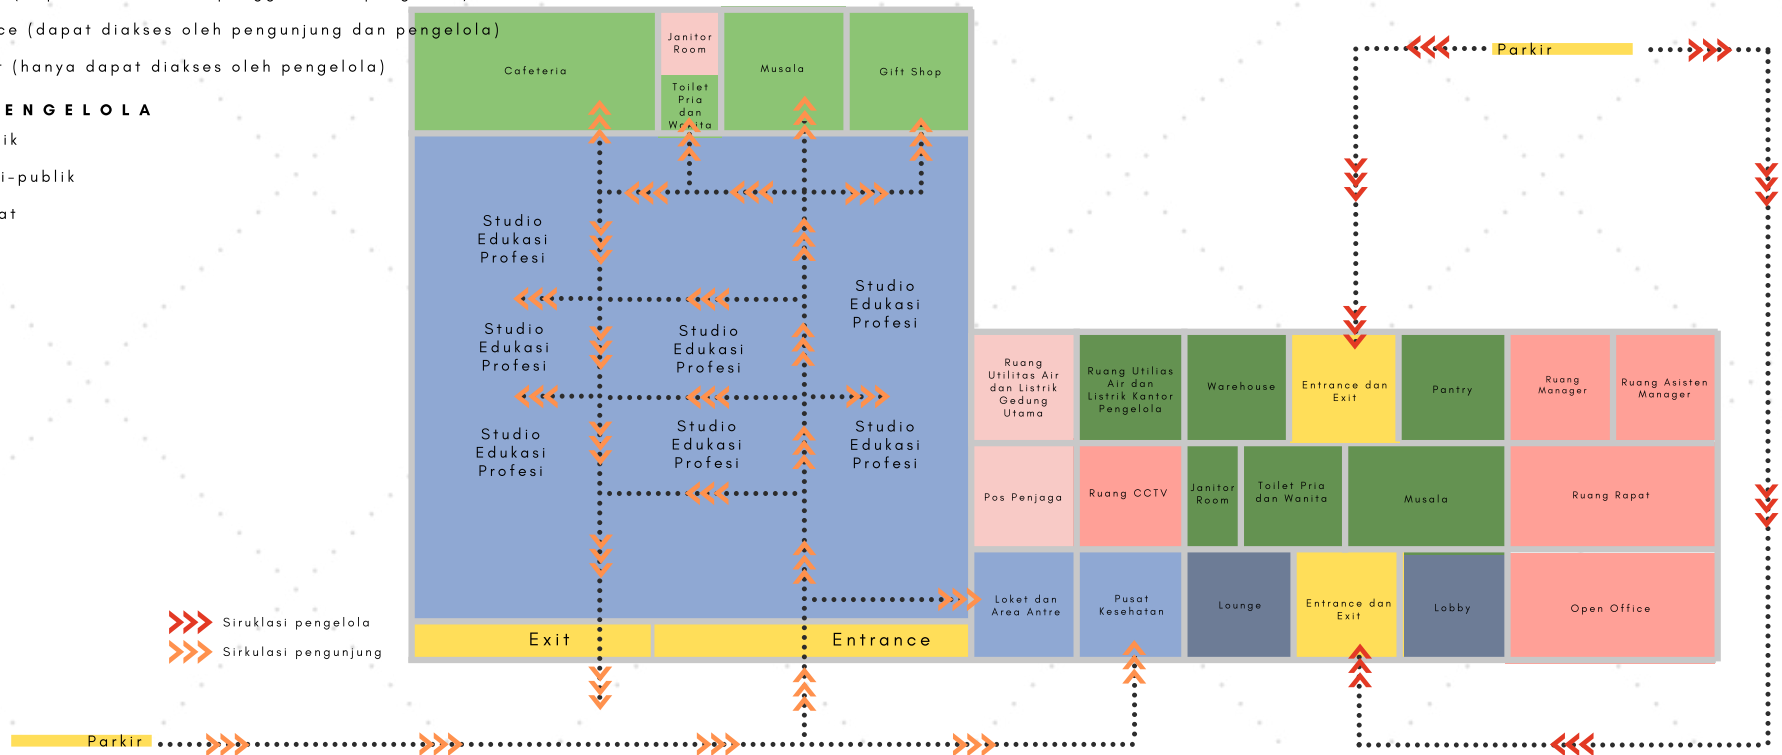 ce (dapat diakses oleh pengunjung dan pengelola)
t (hanya dapat diakses oleh pengelola)
ENGELOLA
ik
i-publik
at
Parkir
Cafeteria
Janitor
Room
Toilet
Pria
dan
Wanita
Musala
Gift Shop
Studio
Edukasi
Profesi
Studio
Edukasi
Profesi
Studio
Edukasi
Profesi
Studio
Edukasi
Profesi
Studio
Edukasi
Profesi
Studio
Edukasi
Profesi
Studio
Edukasi
Profesi
Ruang
Utilitas Air
dan Listrik
Gedung
Utama
Ruang Utilias
Air dan
Listrik Kantor
Pengelola
Warehouse
Entrance dan
Exit
Pantry
Ruang
Manager
Ruang Asisten
Manager
Pos Penjaga
Ruang CCTV
Janitor
Room
Toilet Pria
dan Wanita
Musala
Ruang Rapat
Loket dan
Area Antre
Pusat
Kesehatan
Lounge
Entrance dan
Exit
Lobby
Open Office
Exit
Entrance
Siruklasi pengelola
Sirkulasi pengunjung
Parkir